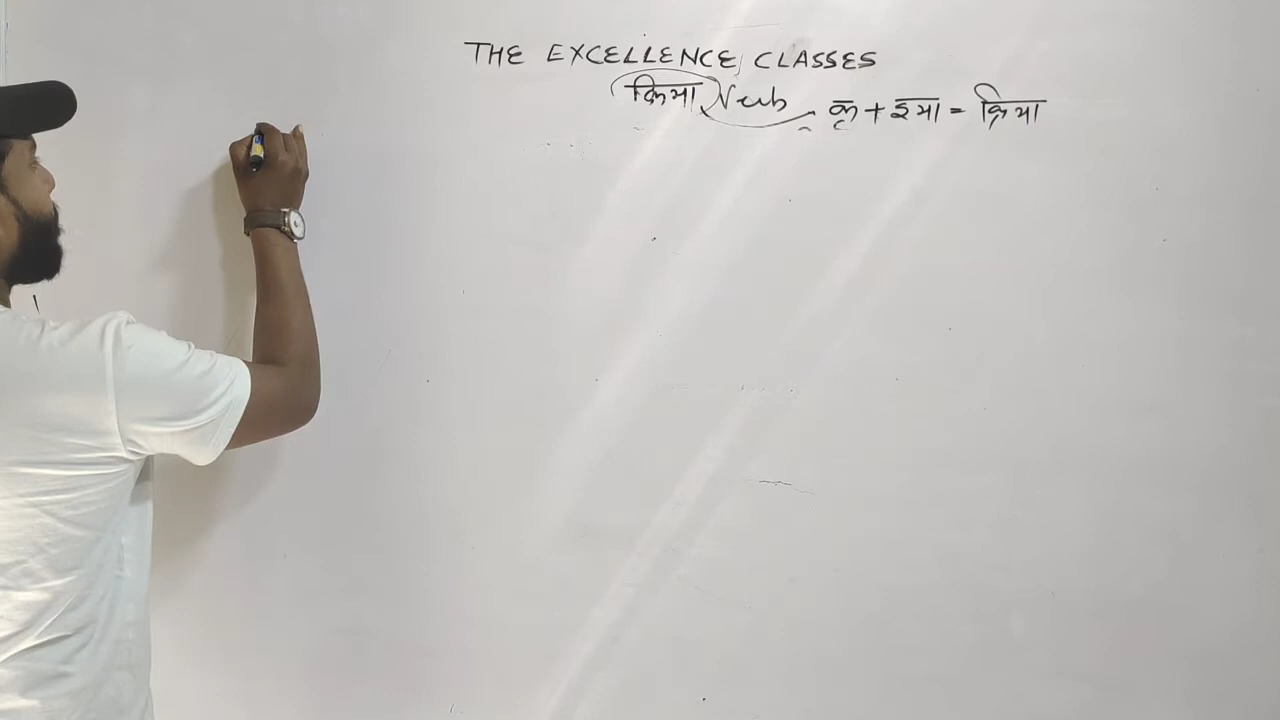 THE EXCELLENCE CLASSES
(क्रिया) Verb कृ + इया = क्रिया